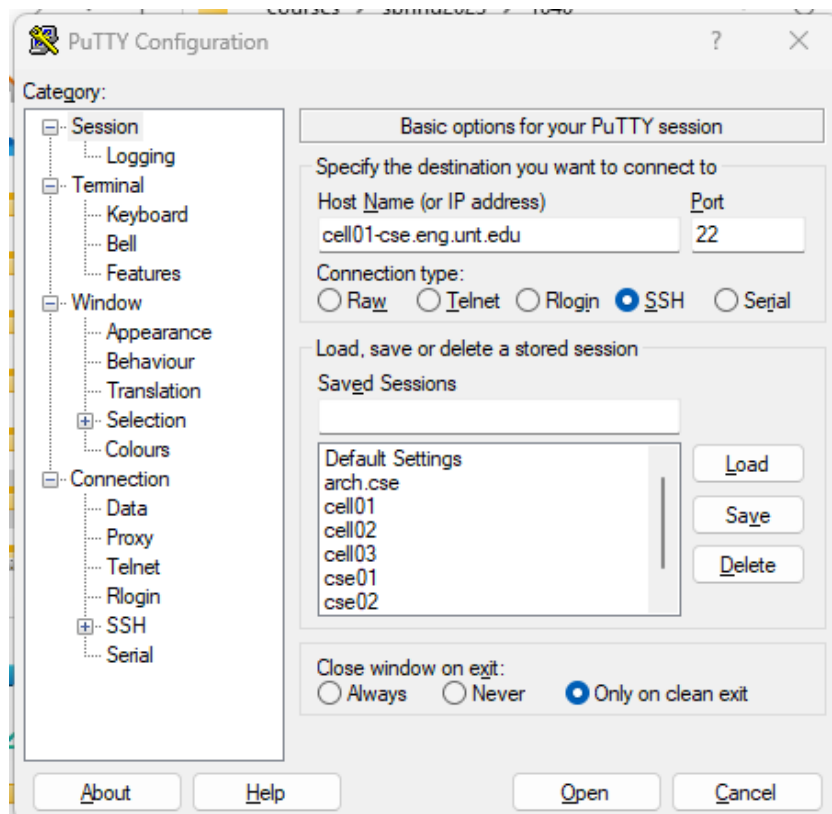 courses > spring2023 > 1040
PuTTY Configuration
?
Category:
Session
Logging
Terminal
Keyboard
Bell
Features
Window
Appearance
Behaviour
Translation
Selection
Colours
Connection
Data
Proxy
Telnet
Rlogin
SSH
Serial
Basic options for your PuTTY session
Specify the destination you want to connect to
Host Name (or IP address) Port
cell01-cse.eng.unt.edu 22
Connection type:
Raw Telnet Rlogin SSH Serial
Load, save or delete a stored session
Saved Sessions
Default Settings
arch.cse
cell01
cell02
cell03
cse01
cse02
Load
Save
Delete
Close window on exit:
Always Never Only on clean exit
About Help Open Cancel